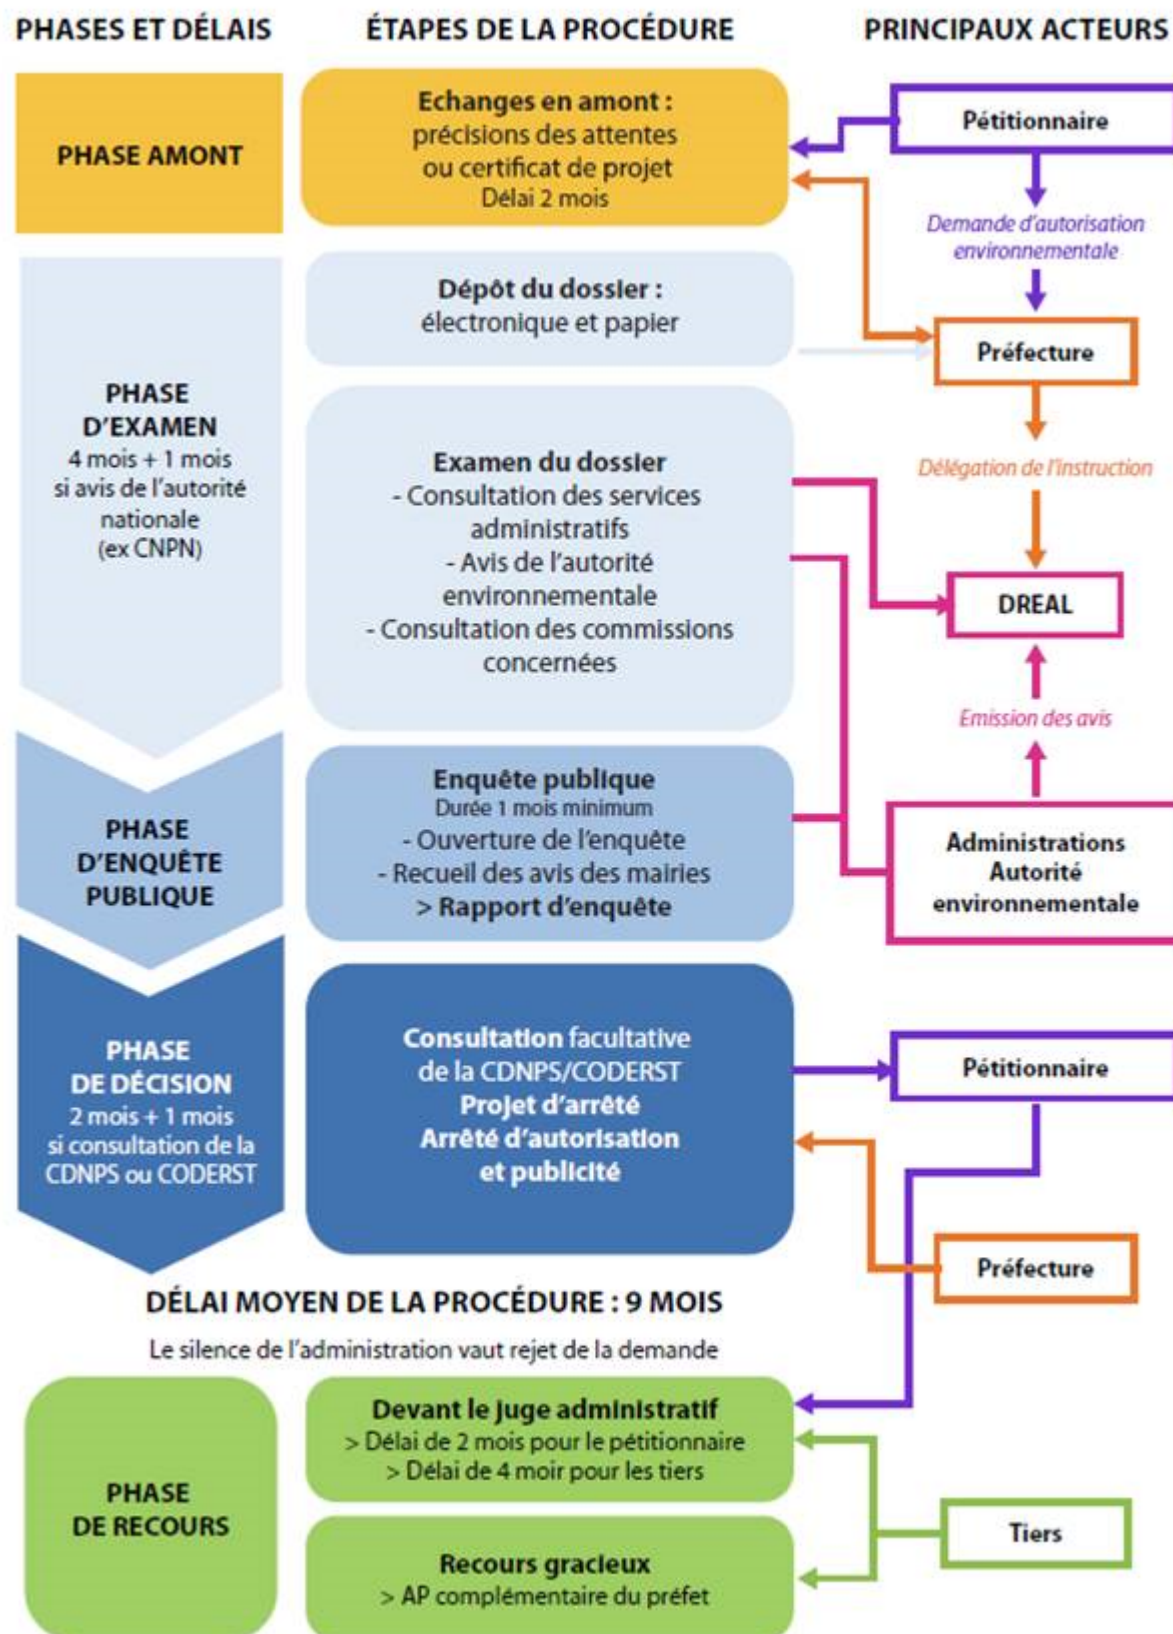 PHASES ET DÉLAIS
ÉTAPES DE LA PROCÉDURE
PRINCIPAUX ACTEURS
PHASE AMONT
Echanges en amont :
précisions des attentes
ou certificat de projet
Délai 2 mois
Pétitionnaire
Demande d'autorisation
environnementale
Dépôt du dossier :
électronique et papier
Préfecture
PHASE
D'EXAMEN
4 mois + 1 mois
si avis de l'autorité
nationale
(ex CNPN)
Examen du dossier
- Consultation des services
administratifs
- Avis de l'autorité
environnementale
- Consultation des commissions
concernées
Délégation de l'instruction
DREAL
Emission des avis
PHASE
D'ENQUÊTE
PUBLIQUE
Enquête publique
Durée 1 mois minimum
- Ouverture de l'enquête
- Recueil des avis des mairies
> Rapport d'enquête
Administrations
Autorité
environnementale
PHASE
DE DÉCISION
2 mois + 1 mois
si consultation de la
CDNPS ou CODERST
Consultation facultative
de la CDNPS/CODERST
Projet d'arrêté
Arrêté d'autorisation
et publicité
Pétitionnaire
Préfecture
DÉLAI MOYEN DE LA PROCÉDURE : 9 MOIS
Le silence de l'administration vaut rejet de la demande
PHASE
DE RECOURS
Devant le juge administratif
> Délai de 2 mois pour le pétitionnaire
> Délai de 4 moir pour les tiers
Recours gracieux
> AP complémentaire du préfet
Tiers